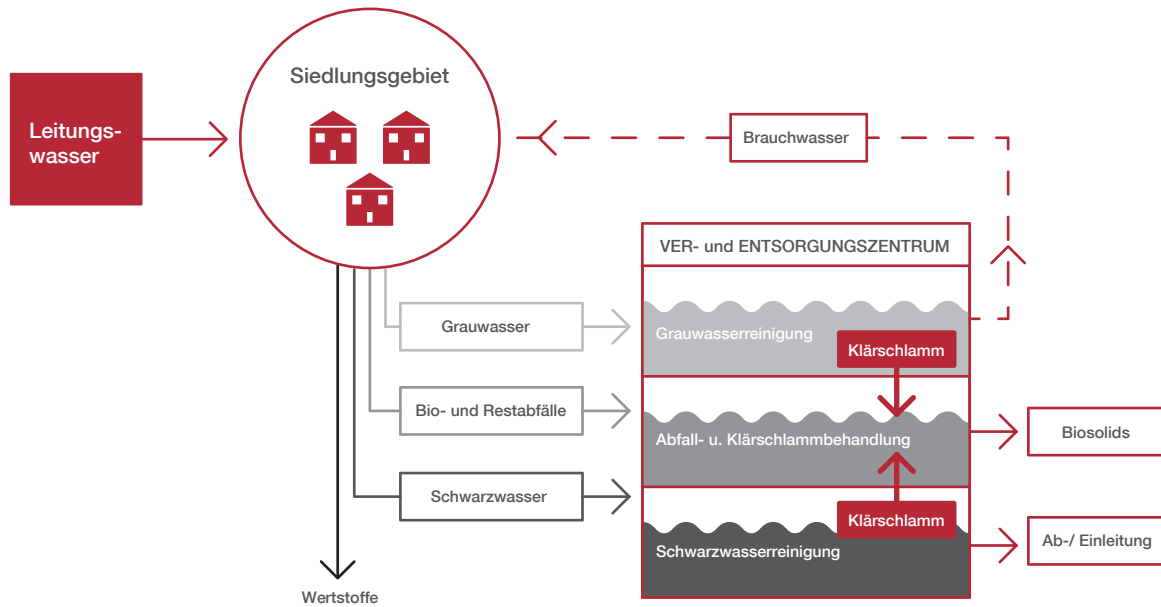 Siedlungsgebiet
Leitungs-
wasser
Brauchwasser
VER- und ENTSORGUNGSZENTRUM
Grauwasser
Grauwasserreinigung
Klärschlamm
Bio- und Restabfälle
Abfall- u. Klärschlammbehandlung
Biosolids
Schwarzwasser
Klärschlamm
Schwarzwasserreinigung
Ab-/ Einleitung
Wertstoffe